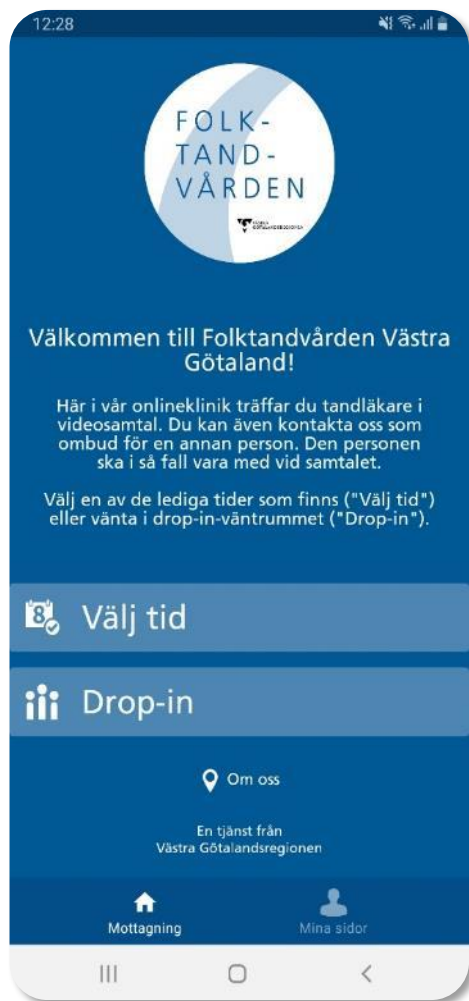 12:28
FOLK-
TAND-
VÅRDEN
VÄSTRA
GÖTALANDSREGIONEN
Välkommen till Folktandvården Västra
Götaland!
Här i vår onlineklinik träffar du tandläkare i
videosamtal. Du kan även kontakta oss som
ombud för en annan person. Den personen
ska i så fall vara med vid samtalet.
Välj en av de lediga tider som finns ("Välj tid")
eller vänta i drop-in-väntrummet ("Drop-in").
8
Välj tid
Drop-in
Om oss
En tjänst från
Västra Götalandsregionen
Mottagning
Mina sidor